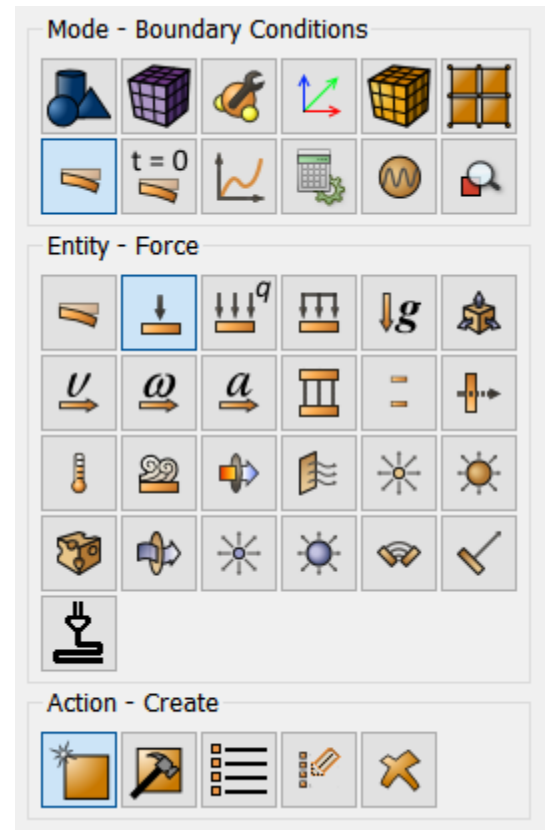 Mode - Boundary Conditions
t = 0
Entity - Force
q
g
υ ω a
Action - Create